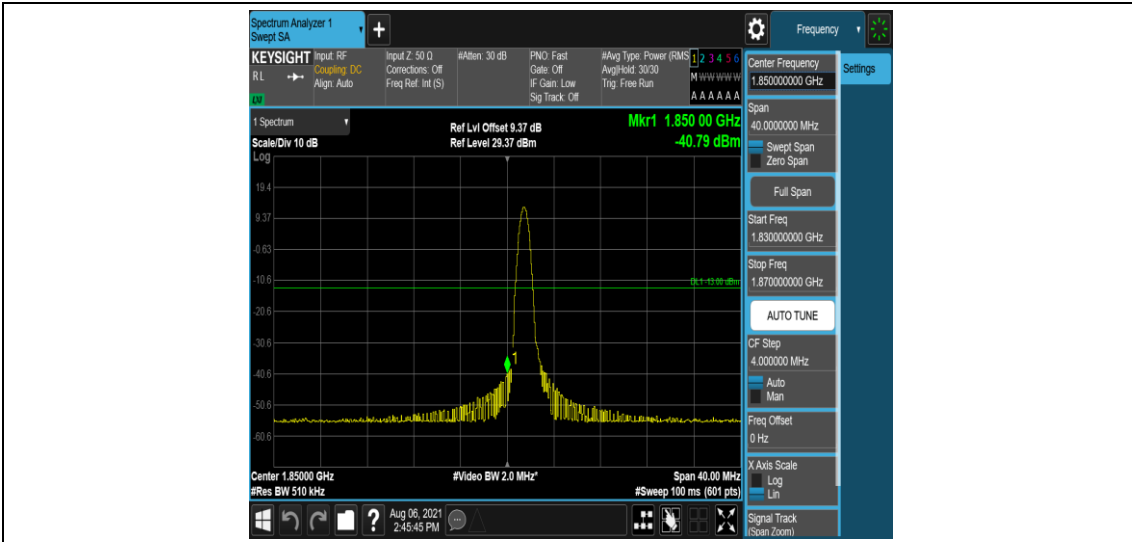 Spectrum Analyzer 1
Swept SA
+
Frequency
KEYSIGHT
RL
LXI
Input: RF
Coupling: DC
Align: Auto
Input Z: 50 Ω
Corrections: Off
Freq Ref: Int (S)
#Atten: 30 dB
PNO: Fast
Gate: Off
IF Gain: Low
Sig Track: Off
#Avg Type: Power (RMS
Avg|Hold: 30/30
Trig: Free Run
1 2 3 4 5 6
M W W W W W
A A A A A A
1 Spectrum
Scale/Div 10 dB
Log
Ref Lvl Offset 9.37 dB
Ref Level 29.37 dBm
Mkr1 1.850 00 GHz
-40.79 dBm
19.4
9.37
-0.63
-10.6
DL1 -13.00 dBm
-20.6
-30.6
1
-40.6
-50.6
-60.6
Center 1.85000 GHz
#Video BW 2.0 MHz*
Span 40.00 MHz
#Res BW 510 kHz
#Sweep 100 ms (601 pts)
Center Frequency
1.850000000 GHz
Settings
Span
40.0000000 MHz
Swept Span
Zero Span
Full Span
Start Freq
1.830000000 GHz
Stop Freq
1.870000000 GHz
AUTO TUNE
CF Step
4.000000 MHz
Auto
Man
Freq Offset
0 Hz
X Axis Scale
Log
Lin
Signal Track
(Span Zoom)
?
Aug 06, 2021
2:45:45 PM